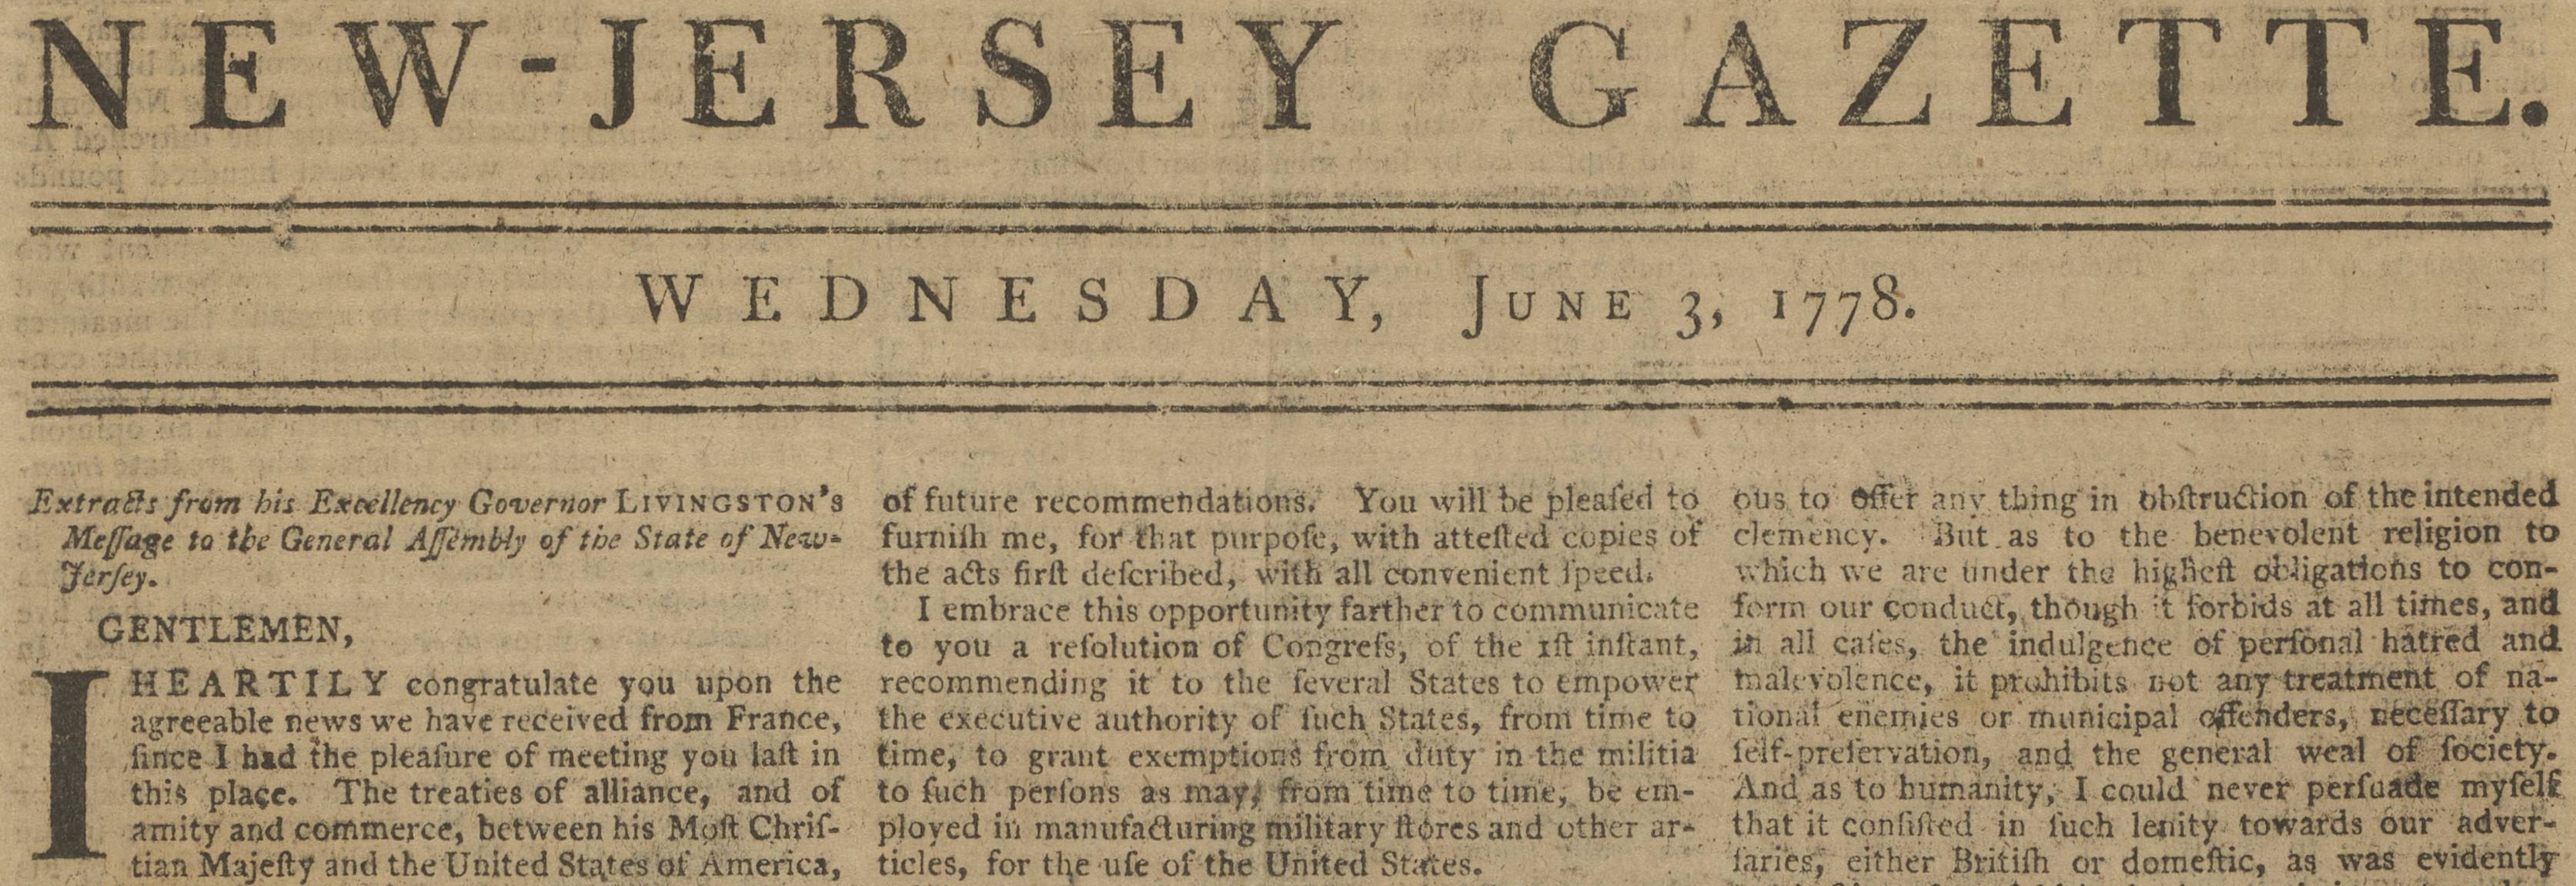 NEW-JERSEY GAZETTE.
WEDNESDAY, JUNE 3, 1778.
Extracts from his Excellency Governor LIVINGSTON's
Meſſage to the General Aſſembly of the State of New-
Jerſey.
GENTLEMEN,
I HEARTILY congratulate you upon the
agreeable news we have received from France,
ſince I had the pleaſure of meeting you laſt in
this place. The treaties of alliance, and of
amity and commerce, between his Moſt Chriſ-
tian Majeſty and the United States of America,
of future recommendations. You will be pleaſed to
furniſh me, for that purpoſe, with atteſted copies of
the acts firſt deſcribed, with all convenient ſpeed.
I embrace this opportunity farther to communicate
to you a reſolution of Congreſs, of the 1ſt inſtant,
recommending it to the ſeveral States to empower
the executive authority of ſuch States, from time to
time, to grant exemptions from duty in the militia
to ſuch perſons as may, from time to time, be em-
ployed in manufacturing military ſtores and other ar-
ticles, for the uſe of the United States.
ous to offer any thing in obſtruction of the intended
clemency. But as to the benevolent religion to
which we are under the higheſt obligations to con-
form our conduct, though it forbids at all times, and
in all caſes, the indulgence of perſonal hatred and
malevolence, it prohibits not any treatment of na-
tional enemies or municipal offenders, neceſſary to
ſelf-preſervation, and the general weal of ſociety.
And as to humanity, I could never perſuade myſelf
that it conſiſted in ſuch lenity towards our adver-
ſaries, either Britiſh or domeſtic, as was evidently